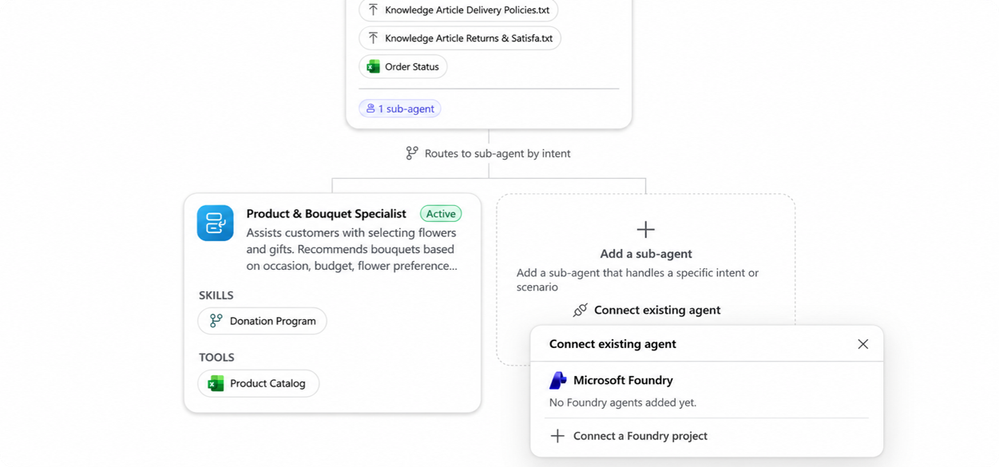 Knowledge Article Delivery Policies.txt
Knowledge Article Returns & Satisfa.txt
Order Status
1 sub-agent
Routes to sub-agent by intent
Product & Bouquet Specialist
Active
Assists customers with selecting flowers
and gifts. Recommends bouquets based
on occasion, budget, flower preference...
SKILLS
Donation Program
TOOLS
Product Catalog
Add a sub-agent
Add a sub-agent that handles a specific intent or
scenario
Connect existing agent
Connect existing agent
Microsoft Foundry
No Foundry agents added yet.
Connect a Foundry project